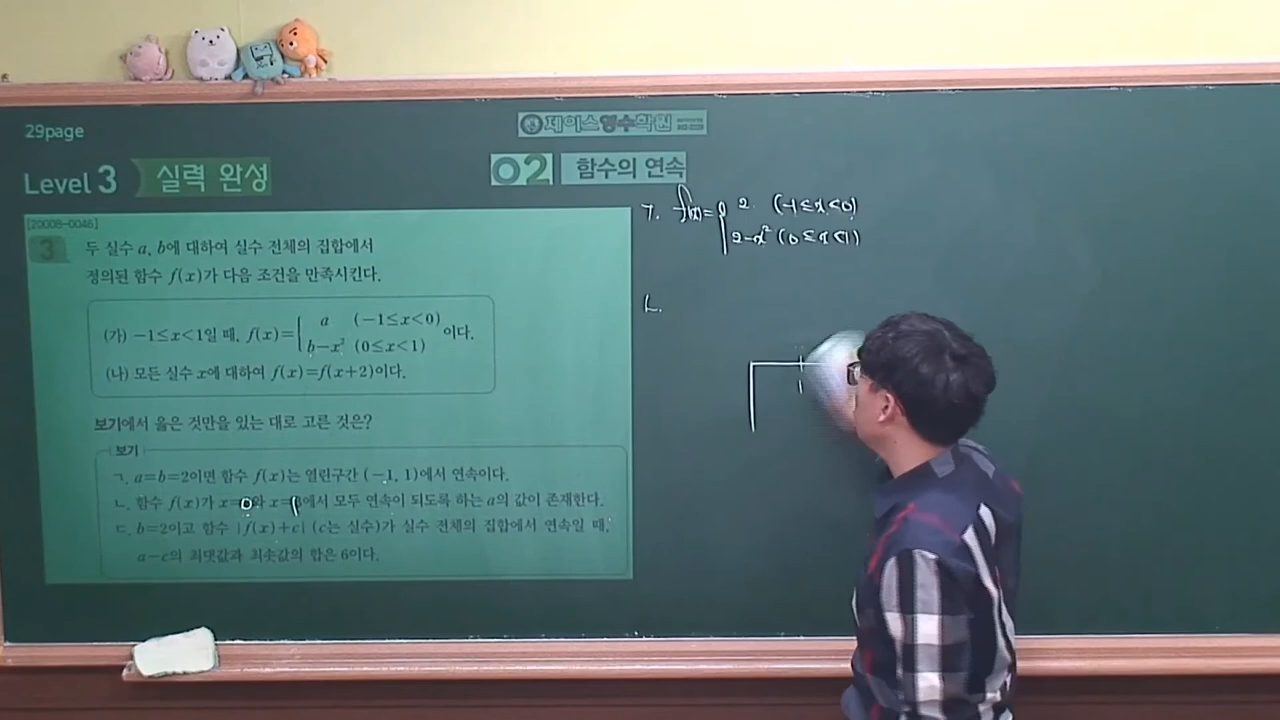 29page
제이스영수학원
Level 3 실력 완성
02 함수의 연속
[20008-0046]
3 두 실수 a, b에 대하여 실수 전체의 집합에서
정의된 함수 f(x)가 다음 조건을 만족시킨다.
(가) -1≤x<1일 때, f(x)={ a (-1≤x<0)
b-x² (0≤x<1) 이다.
(나) 모든 실수 x에 대하여 f(x)=f(x+2)이다.
보기에서 옳은 것만을 있는 대로 고른 것은?
보기
ㄱ. a=b=2이면 함수 f(x)는 열린구간 (-1, 1)에서 연속이다.
ㄴ. 함수 f(x)가 x=0와 x=1에서 모두 연속이 되도록 하는 a의 값이 존재한다.
ㄷ. b=2이고 함수 |f(x)+c| (c는 실수)가 실수 전체의 집합에서 연속일 때,
a-c의 최댓값과 최솟값의 합은 6이다.
ㄱ. f(x)={ 2 (-1≤x<0)
2-x² (0≤x<1)
ㄴ.